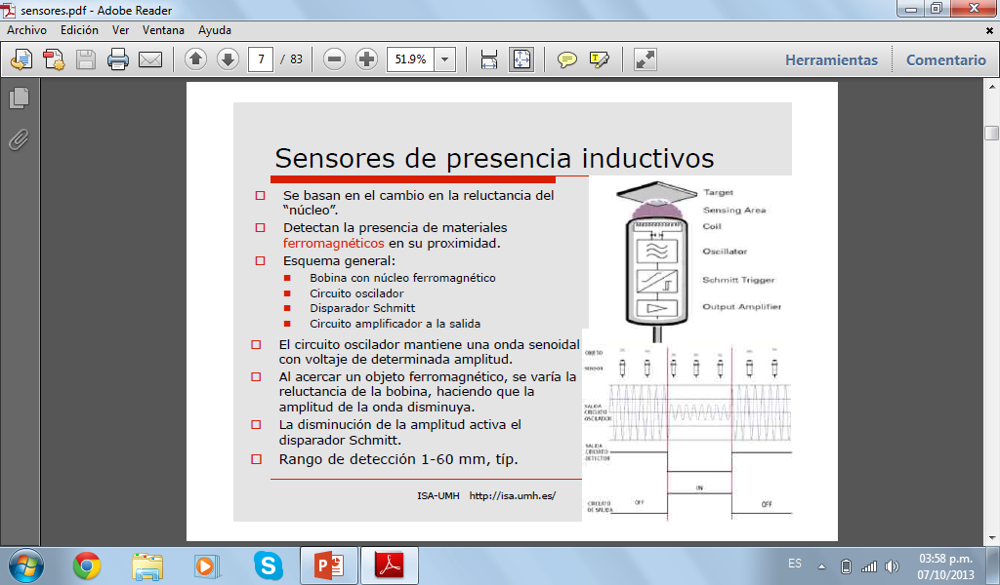 sensores.pdf - Adobe Reader
Archivo Edición Ver Ventana Ayuda
7 / 83 51.9% Herramientas Comentario
Sensores de presencia inductivos
Se basan en el cambio en la reluctancia del
“núcleo”.
Detectan la presencia de materiales
ferromagnéticos en su proximidad.
Esquema general:
Bobina con núcleo ferromagnético
Circuito oscilador
Disparador Schmitt
Circuito amplificador a la salida
El circuito oscilador mantiene una onda senoidal
con voltaje de determinada amplitud.
Al acercar un objeto ferromagnético, se varía la
reluctancia de la bobina, haciendo que la
amplitud de la onda disminuya.
La disminución de la amplitud activa el
disparador Schmitt.
Rango de detección 1-60 mm, típ.
ISA-UMH http://isa.umh.es/
Target
Sensing Area
Coil
Oscillator
Schmitt Trigger
Output Amplifier
OBJETO
SENSOR
SALIDA
CIRCUITO
OSCILADOR
SALIDA
CIRCUITO
DETECTOR
ON
CIRCUITO
DE SALIDA
OFF
OFF
ES
03:58 p.m.
07/10/2013